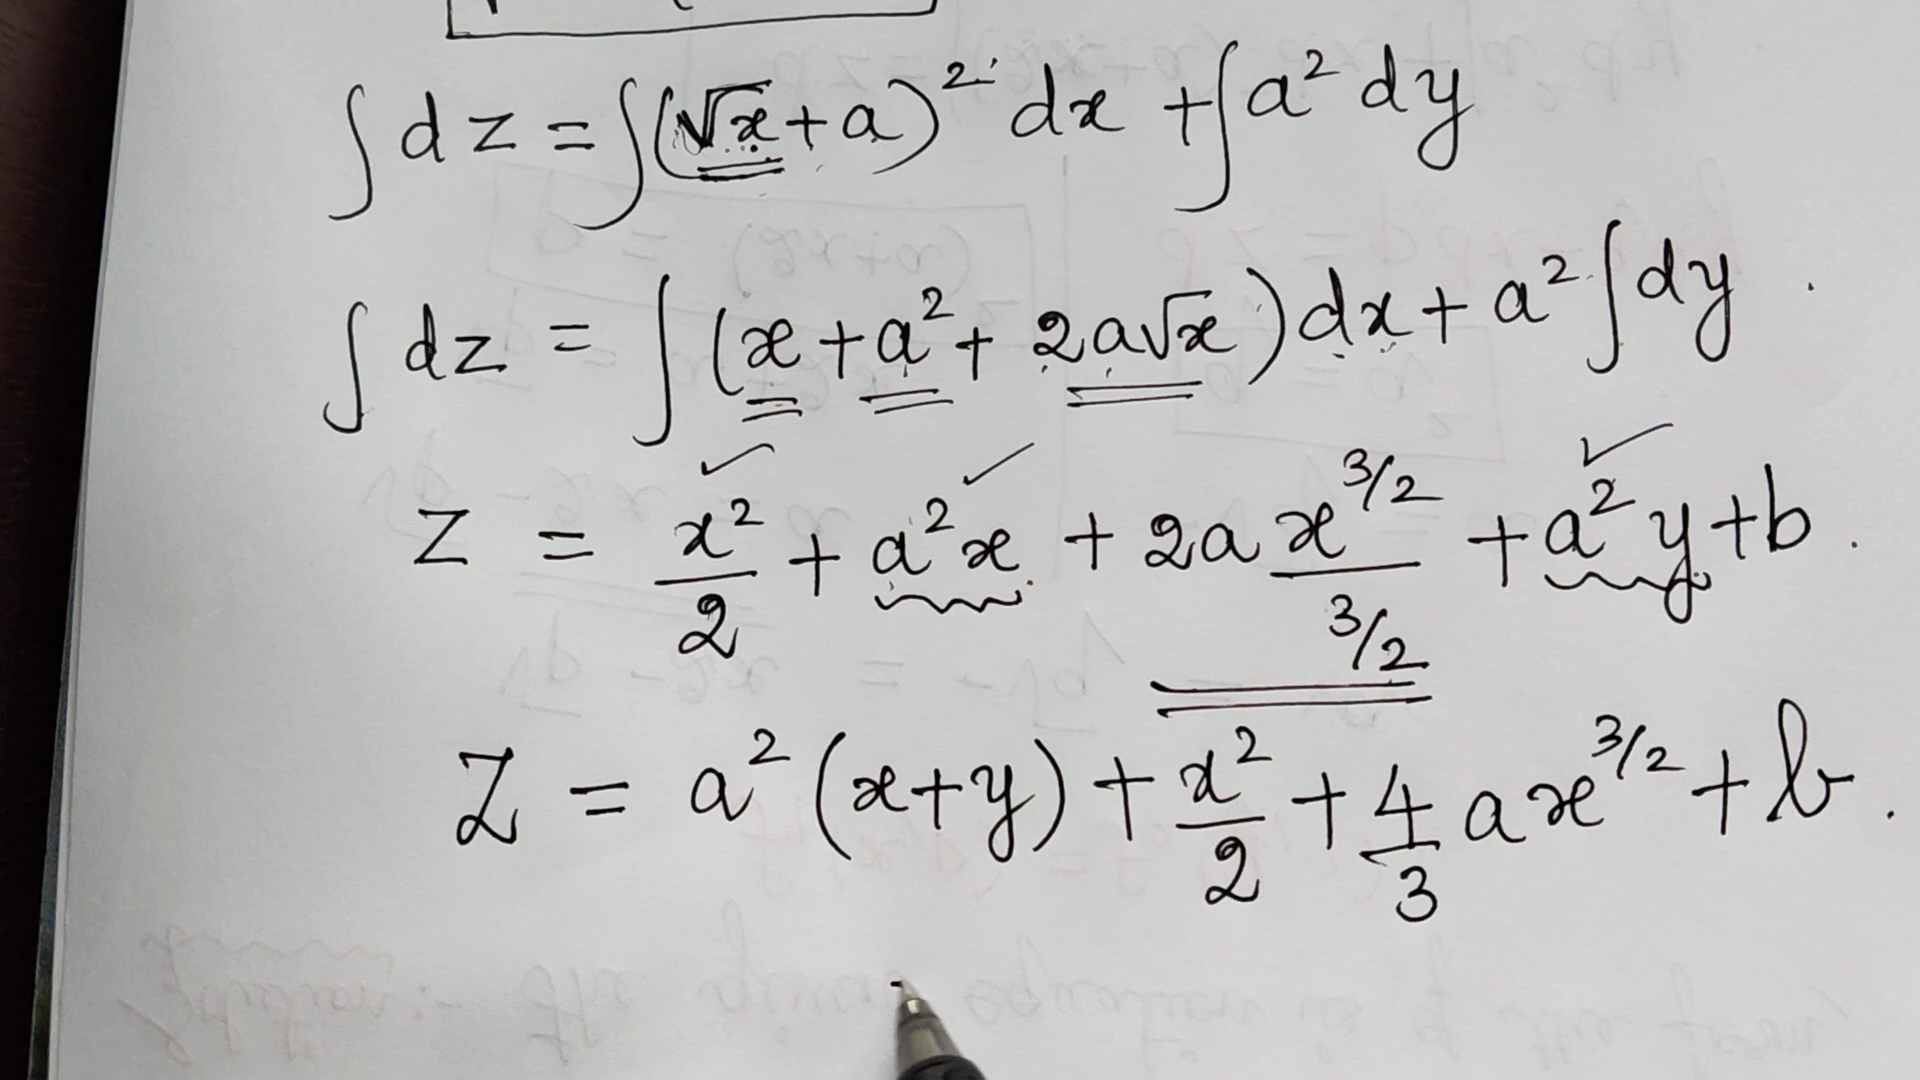 ∫dz = ∫(√x + a)² dx + ∫a² dy
∫dz = ∫(x + a² + 2a√x) dx + a² ∫dy.
z = x²/2 + a²x + 2a x^(3/2)/(3/2) + a²y + b.
Z = a²(x+y) + x²/2 + 4/3 a x^(3/2) + b.